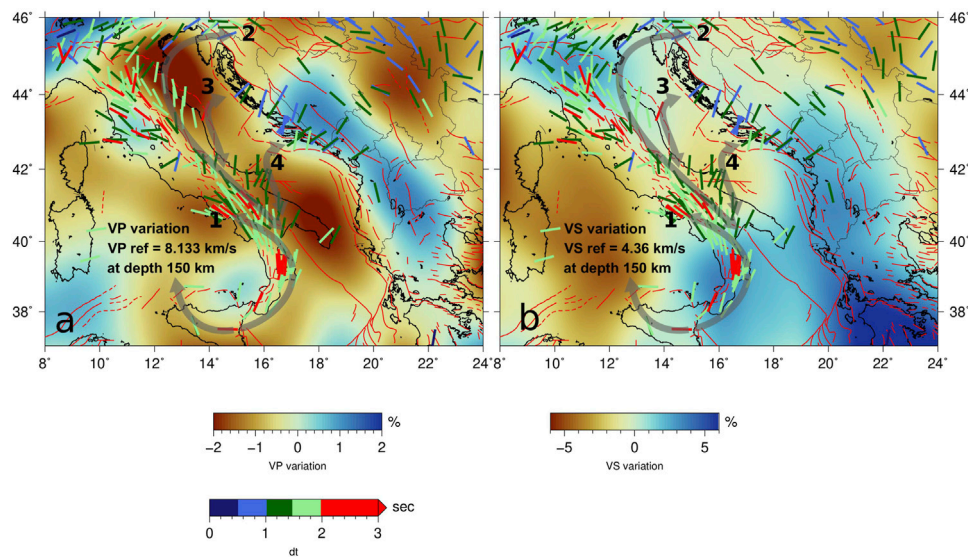 46° 46°
2 2
44° 3 3 44°
42° 42°
4 4
1 1
VP variation VS variation
40° VP ref = 8.133 km/s VS ref = 4.36 km/s 40°
at depth 150 km at depth 150 km
38° 38°
a b
8° 10° 12° 14° 16° 18° 20° 22° 24° 8° 10° 12° 14° 16° 18° 20° 22° 24°
% %
−2 −1 0 1 2 −5 0 5
VP variation VS variation
sec
0 1 2 3
dt